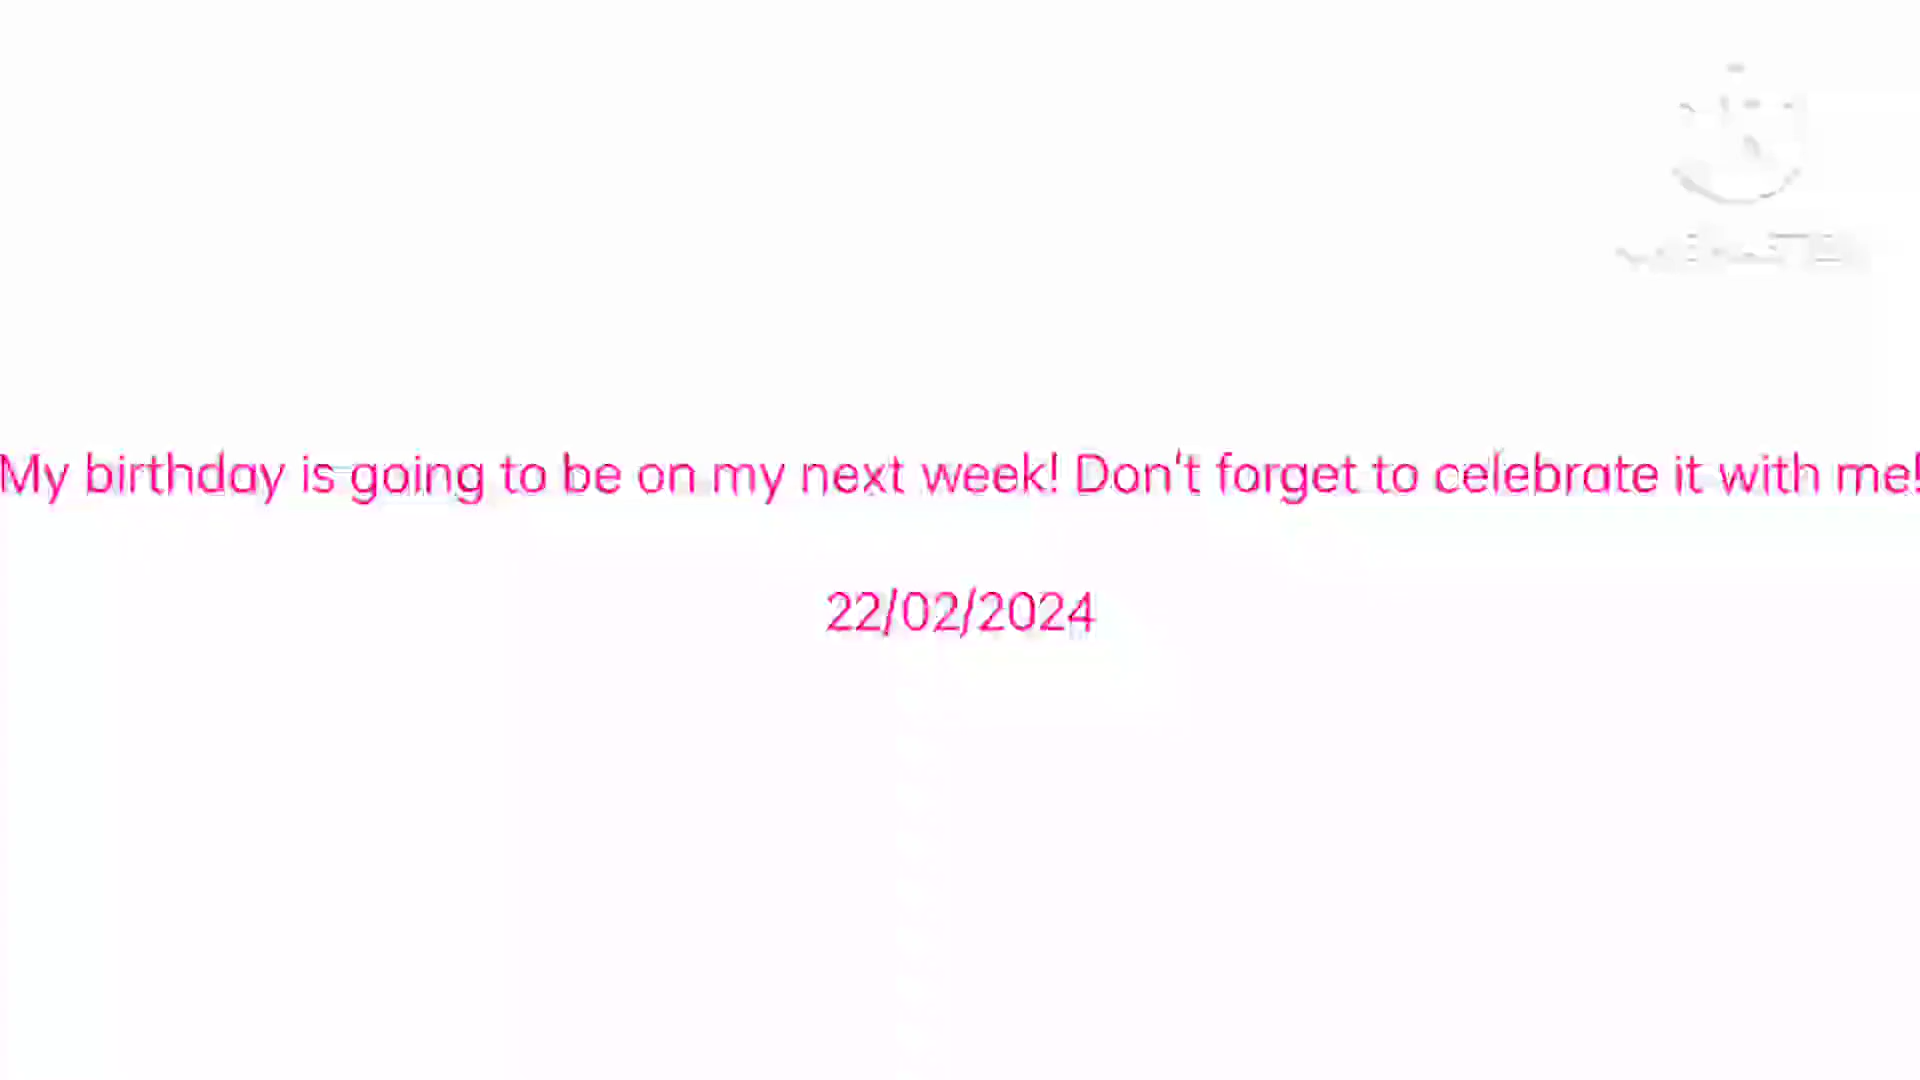 My birthday is going to be on my next week! Don't forget to celebrate it with me!
22/02/2024